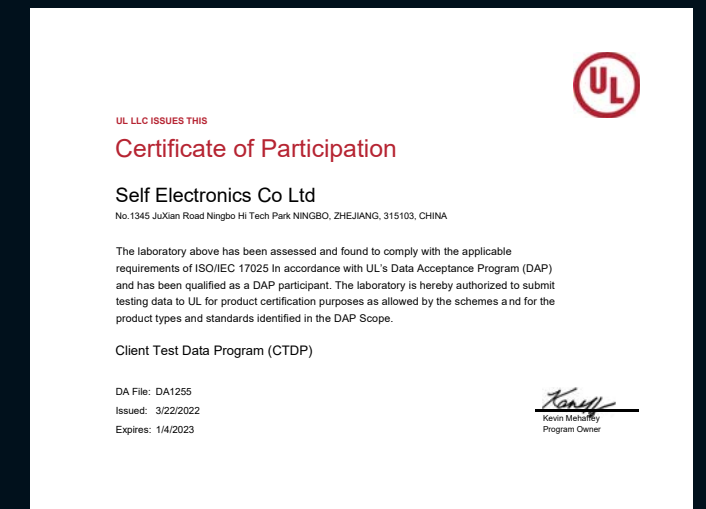 UL
UL LLC ISSUES THIS
Certificate of Participation
Self Electronics Co Ltd
No.1345 JuXian Road Ningbo Hi Tech Park NINGBO, ZHEJIANG, 315103, CHINA
The laboratory above has been assessed and found to comply with the applicable
requirements of ISO/IEC 17025 In accordance with UL's Data Acceptance Program (DAP)
and has been qualified as a DAP participant. The laboratory is hereby authorized to submit
testing data to UL for product certification purposes as allowed by the schemes and for the
product types and standards identified in the DAP Scope.
Client Test Data Program (CTDP)
DA File: DA1255
Issued: 3/22/2022
Expires: 1/4/2023
Kevin Mehaffey
Program Owner